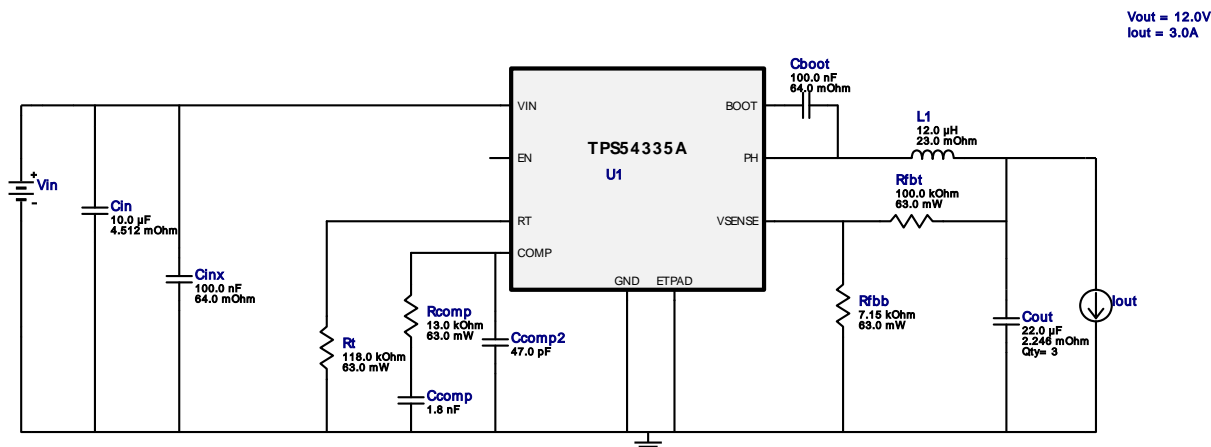 Vout = 12.0V
Iout = 3.0A
Cboot
100.0 nF
64.0 mOhm
VIN
BOOT
TPS54335A
U1
L1
12.0 µH
23.0 mOhm
EN
PH
+
Vin
-
Rfbt
100.0 kOhm
63.0 mW
Cin
10.0 µF
4.512 mOhm
RT
VSENSE
COMP
Cinx
100.0 nF
64.0 mOhm
GND
ETPAD
Rcomp
13.0 kOhm
63.0 mW
Rfbb
7.15 kOhm
63.0 mW
Iout
Cout
22.0 µF
2.246 mOhm
Qty= 3
Rt
118.0 kOhm
63.0 mW
Ccomp2
47.0 pF
Ccomp
1.8 nF